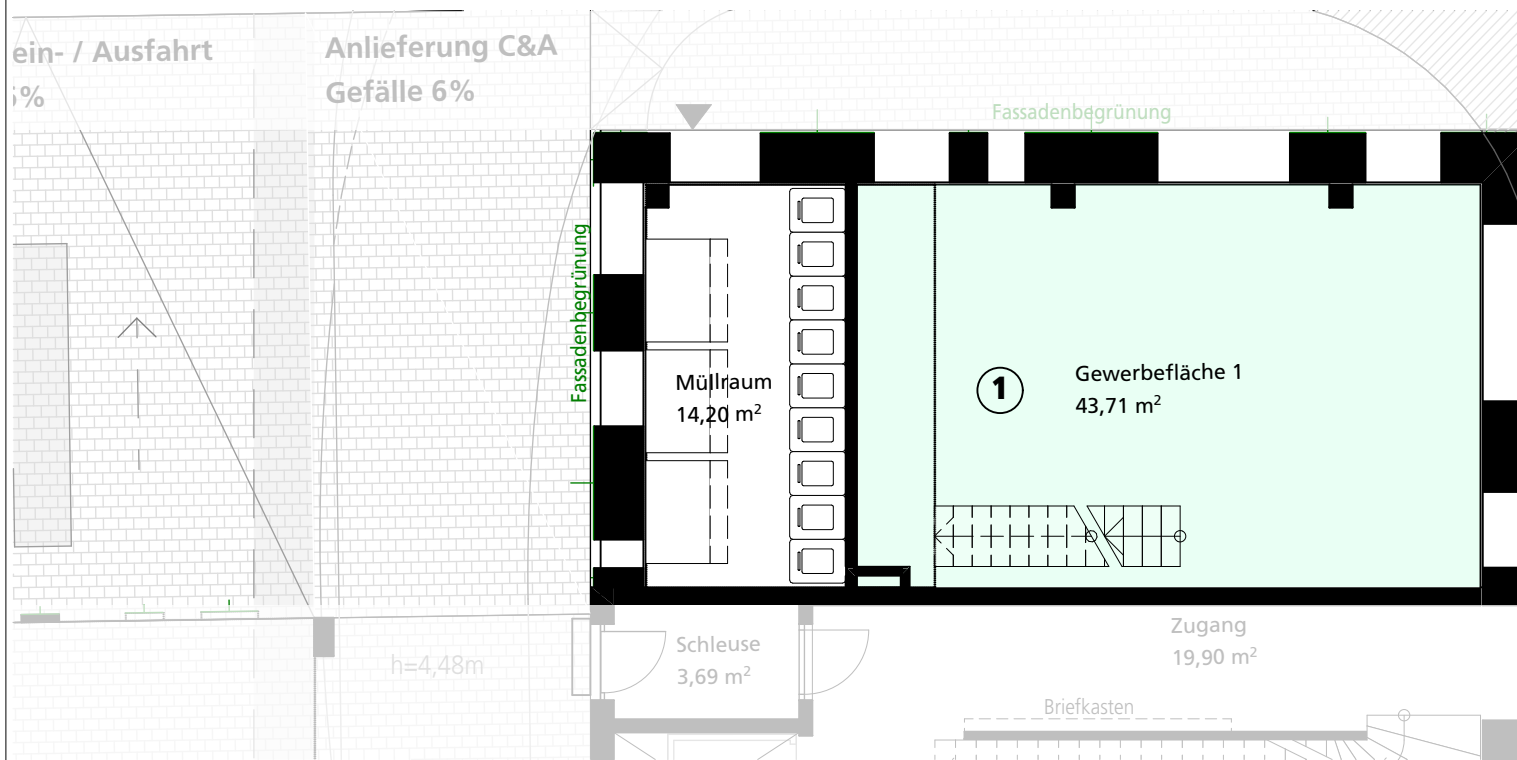 ein- / Ausfahrt
Anlieferung C&A
Gefälle 6%
Fassadenbegrünung
Fassadenbegrünung
Müllraum
14,20 m²
1
Gewerbefläche 1
43,71 m²
Schleuse
3,69 m²
Zugang
19,90 m²
h=4,48m
Briefkasten